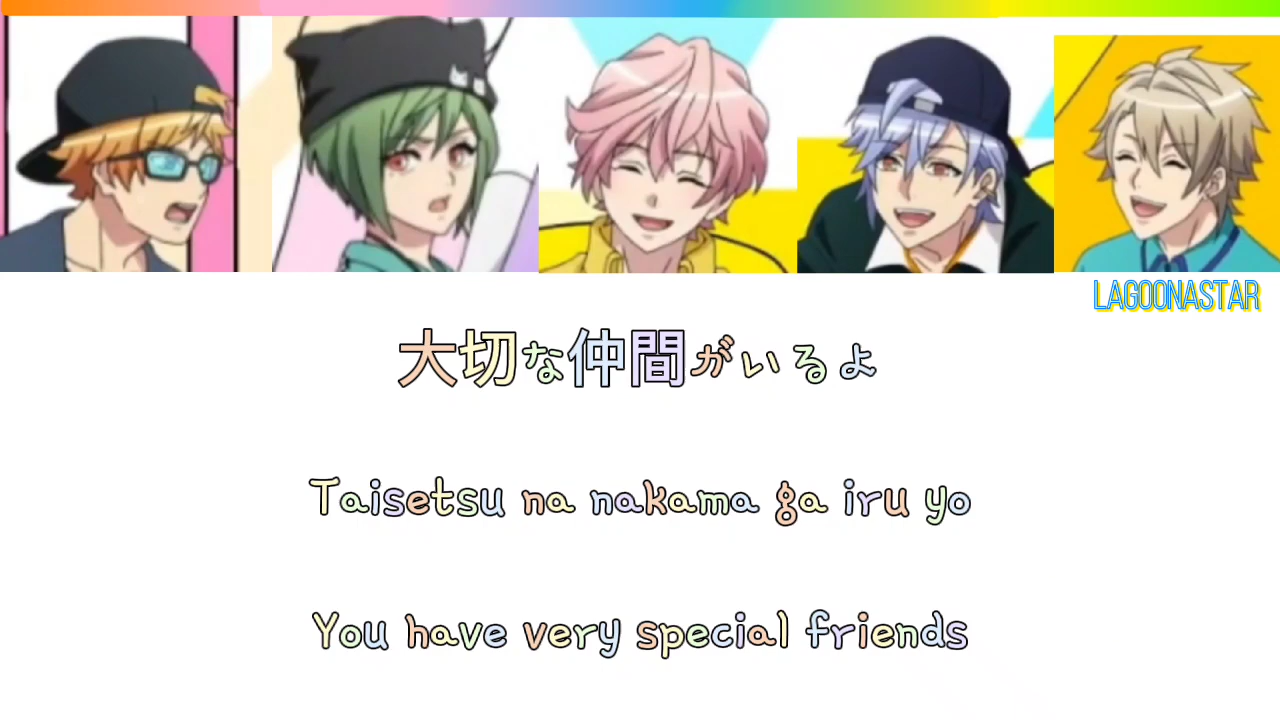 LAGOONASTAR
大切な仲間がいるよ
Taisetsu na nakama ga iru yo
You have very special friends